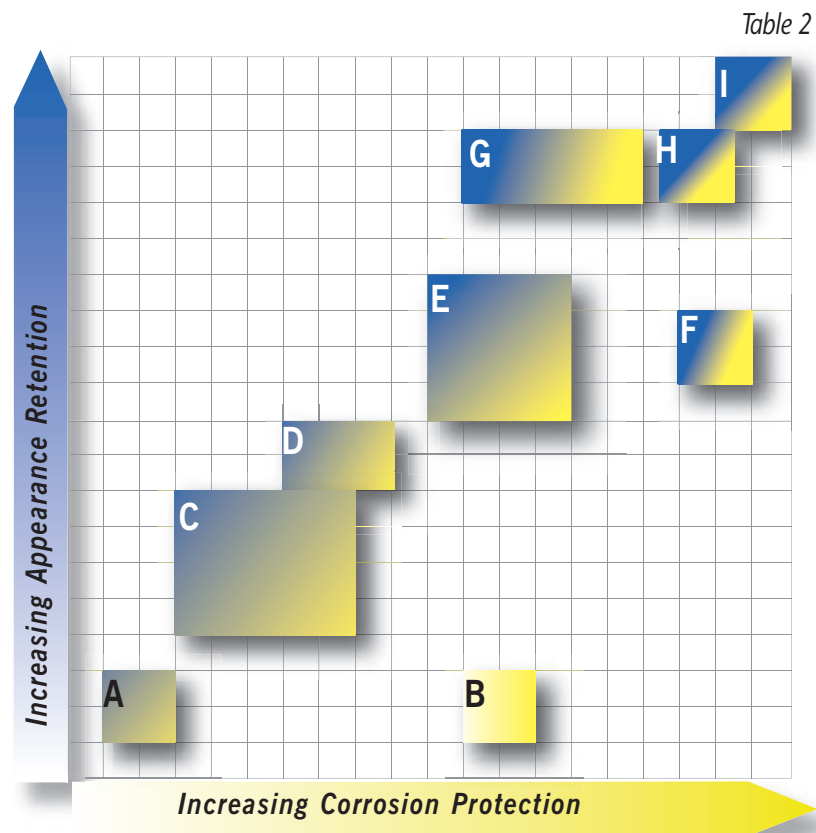 Table 2
I
G
H
E
F
D
C
A
B
Increasing Appearance Retention
Increasing Corrosion Protection